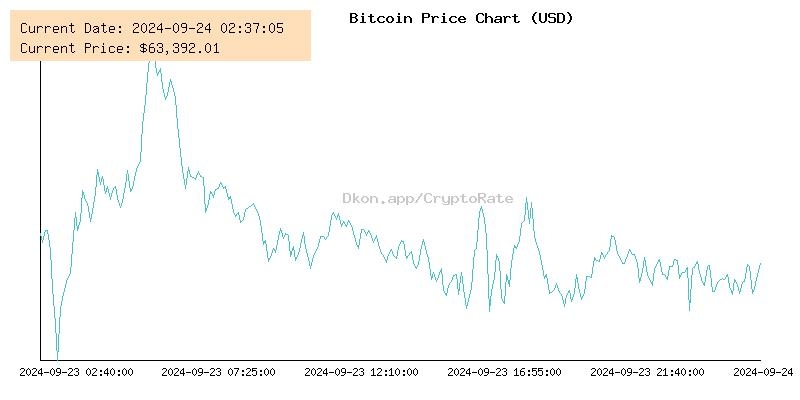 Bitcoin Price Chart (USD)
Current Date: 2024-09-24 02:37:05
Current Price: $63,392.01
Dkon.app/CryptoRate
2024-09-23 02:40:00 2024-09-23 07:25:00 2024-09-23 12:10:00 2024-09-23 16:55:00 2024-09-23 21:40:00 2024-09-24